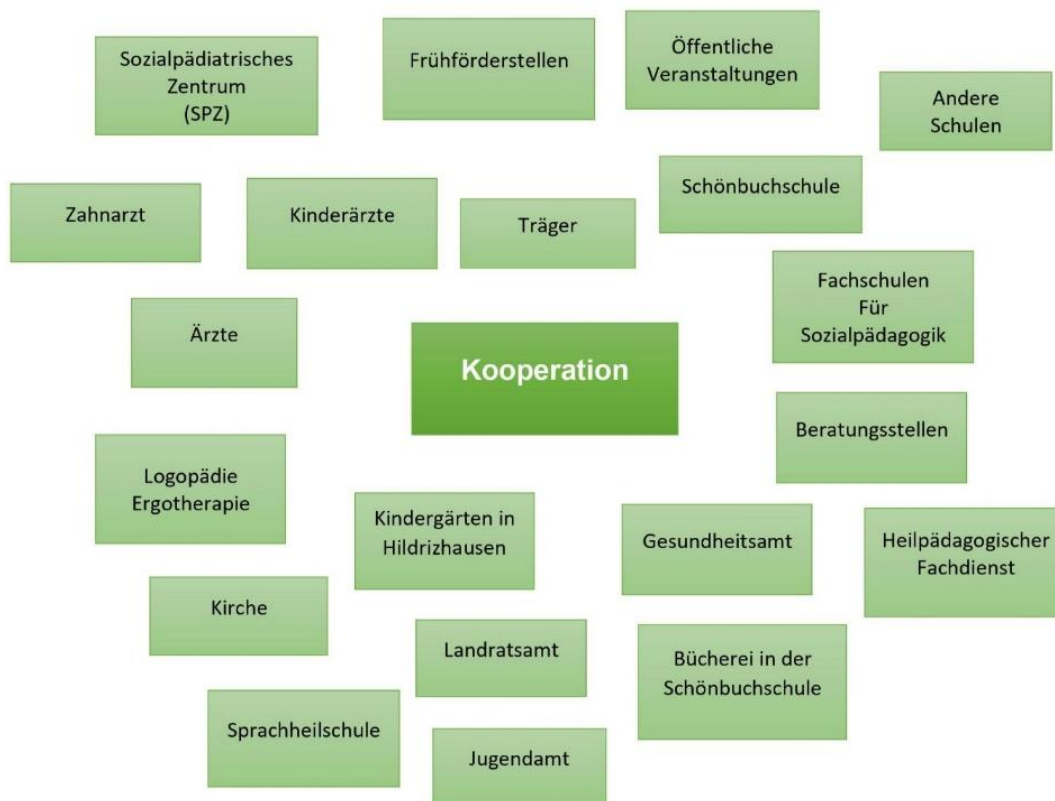 Sozialpädiatrisches
Zentrum
(SPZ)
Frühförderstellen
Öffentliche
Veranstaltungen
Andere
Schulen
Zahnarzt
Kinderärzte
Träger
Schönbuchschule
Ärzte
Kooperation
Fachschulen
Für
Sozialpädagogik
Beratungsstellen
Logopädie
Ergotherapie
Kindergärten in
Hildrizhausen
Gesundheitsamt
Heilpädagogischer
Fachdienst
Kirche
Landratsamt
Bücherei in der
Schönbuchschule
Sprachheilschule
Jugendamt